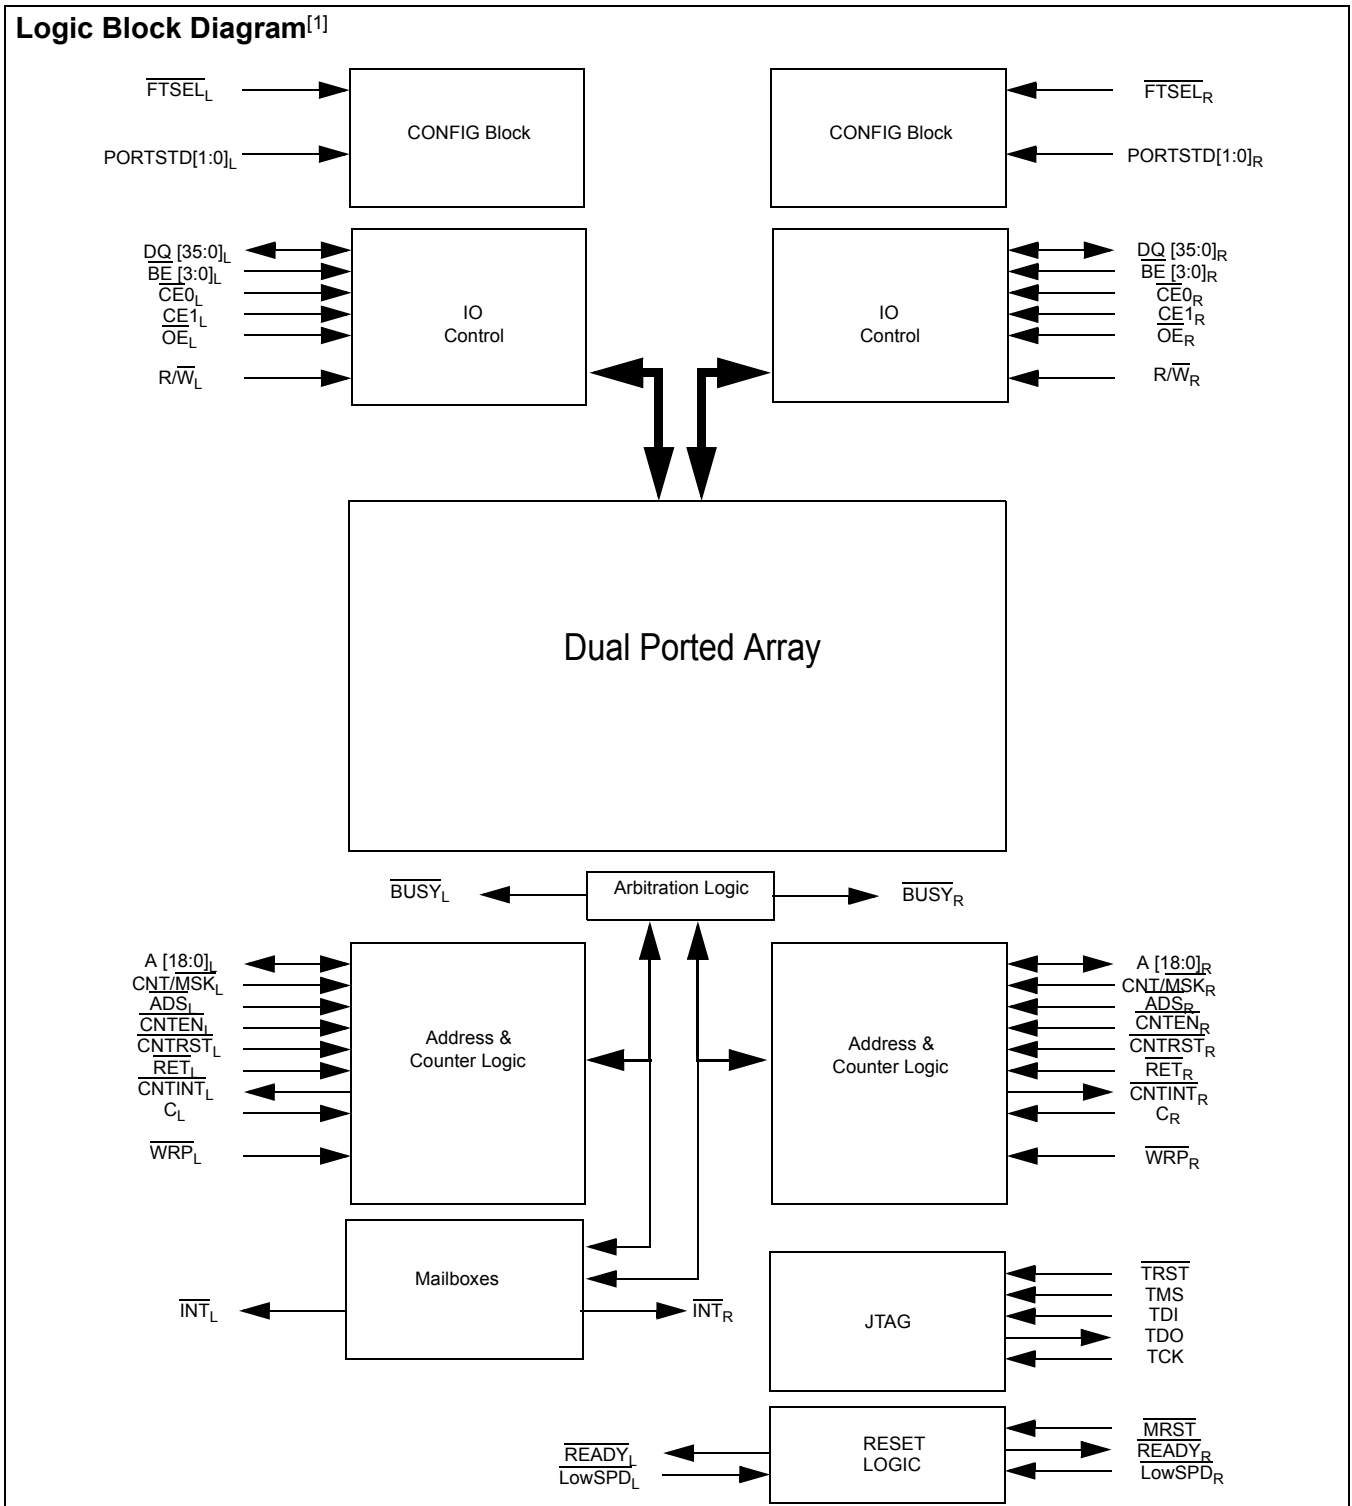 Logic Block Diagram[1]
FTSEL_L
CONFIG Block
PORTSTD[1:0]_L
CONFIG Block
FTSEL_R
PORTSTD[1:0]_R
DQ [35:0]_L
BE [3:0]_L
CE0_L
CE1_L
OE_L
R/W_L
IO
Control
IO
Control
DQ [35:0]_R
BE [3:0]_R
CE0_R
CE1_R
OE_R
R/W_R
Dual Ported Array
BUSY_L
Arbitration Logic
BUSY_R
A [18:0]_L
CNT/MSK_L
ADS_L
CNTEN_L
CNTRST_L
RET_L
CNTINT_L
C_L
WRP_L
Address &
Counter Logic
Address &
Counter Logic
A [18:0]_R
CNT/MSK_R
ADS_R
CNTEN_R
CNTRST_R
RET_R
CNTINT_R
C_R
WRP_R
Mailboxes
INT_L
INT_R
JTAG
TRST
TMS
TDI
TDO
TCK
READY_L
LowSPD_L
RESET
LOGIC
MRST
READY_R
LowSPD_R